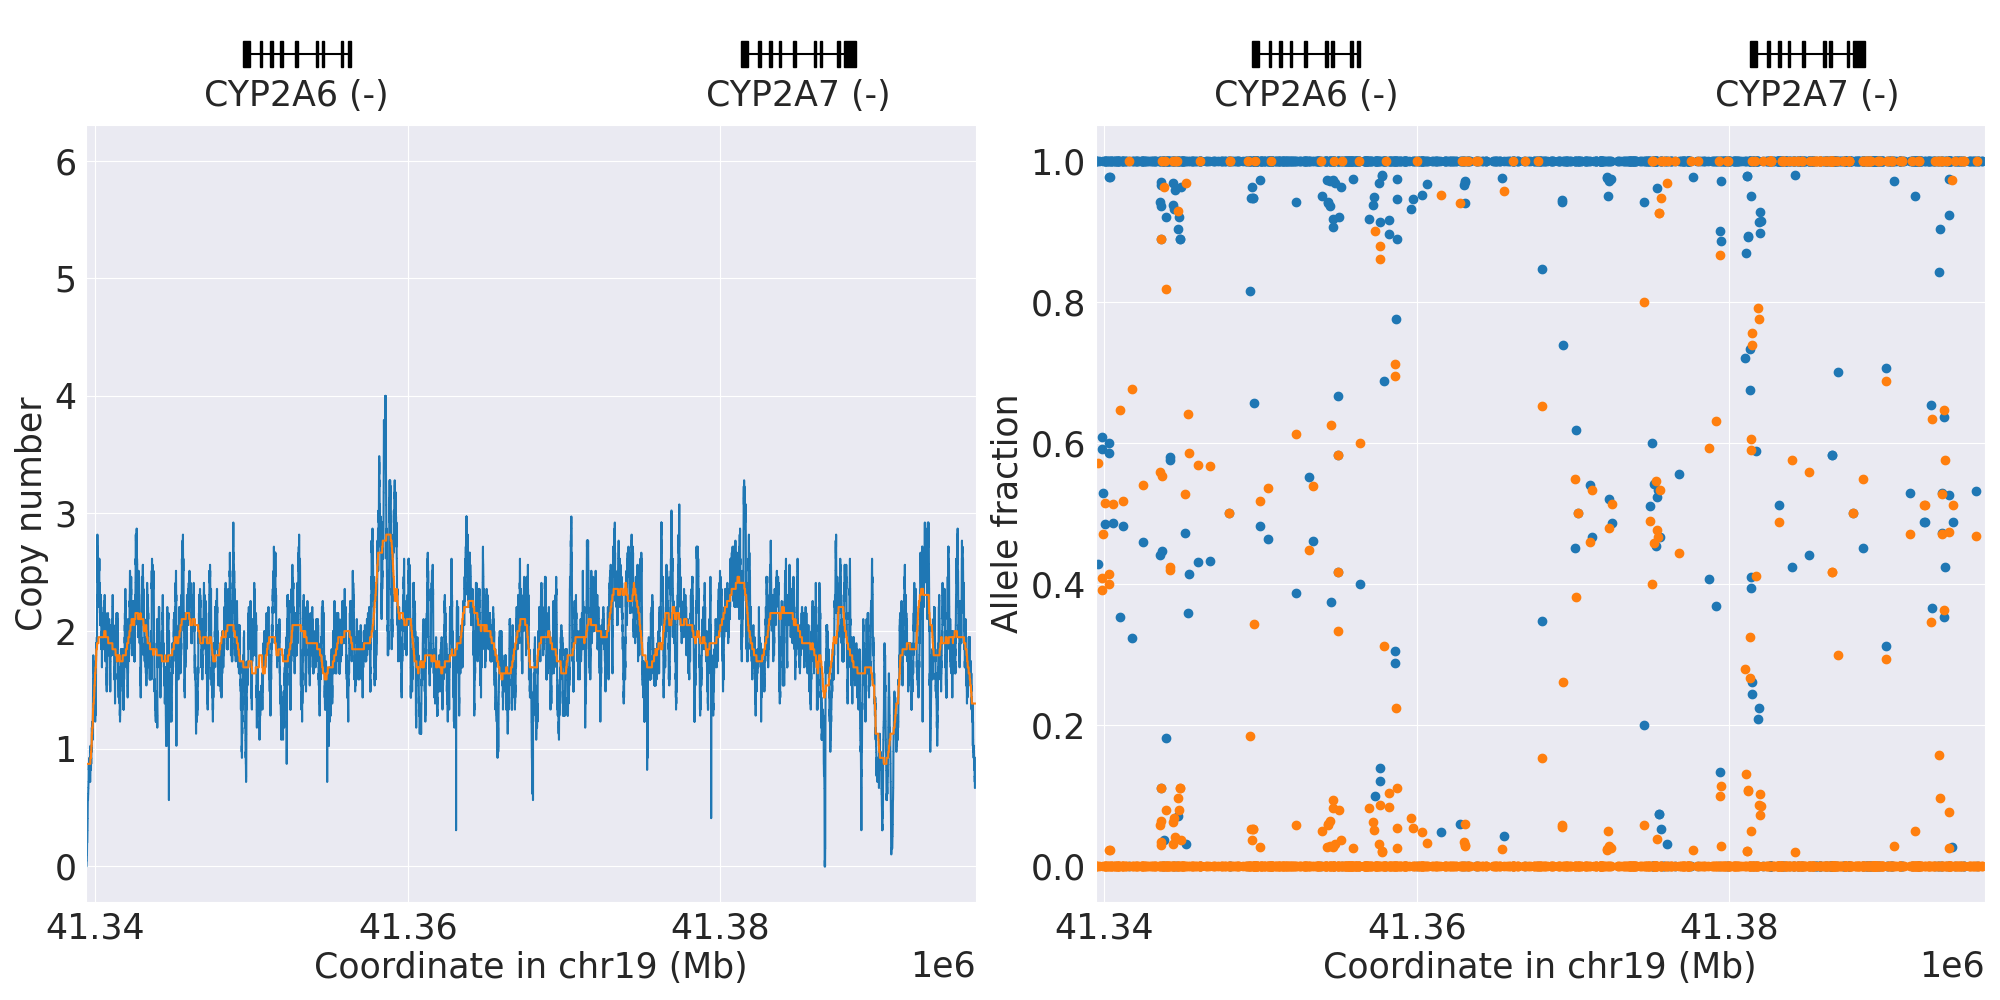 CYP2A6 (-)
CYP2A7 (-)
6
5
4
3
2
1
0
Copy number
41.34
41.36
41.38
Coordinate in chr19 (Mb)
1e6
CYP2A6 (-)
CYP2A7 (-)
1.0
0.8
0.6
0.4
0.2
0.0
Allele fraction
41.34
41.36
41.38
Coordinate in chr19 (Mb)
1e6